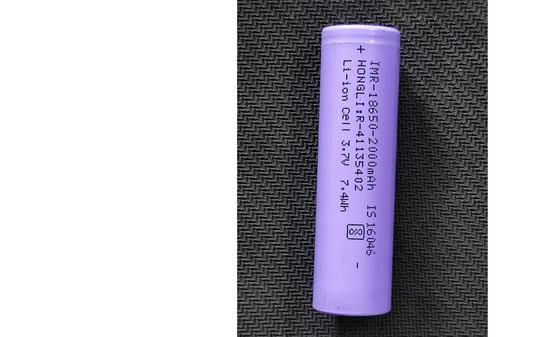 IMR-18650-2000mAh IS 16046
+ HONGLI:R-41135402 -
Li-ion Cell 3.7V 7.4Wh